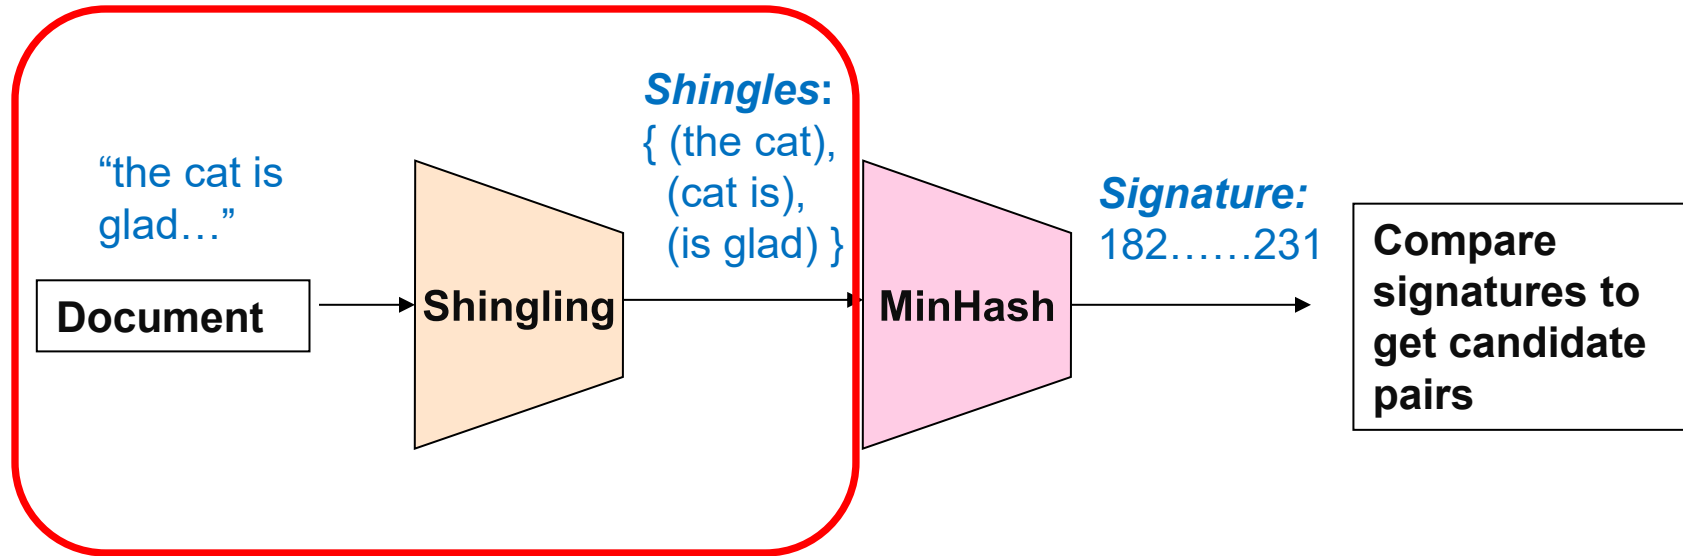 “the cat is
glad…”
Document
Shingling
Shingles:
{ (the cat),
(cat is),
(is glad) }
MinHash
Signature:
182……231
Compare
signatures to
get candidate
pairs